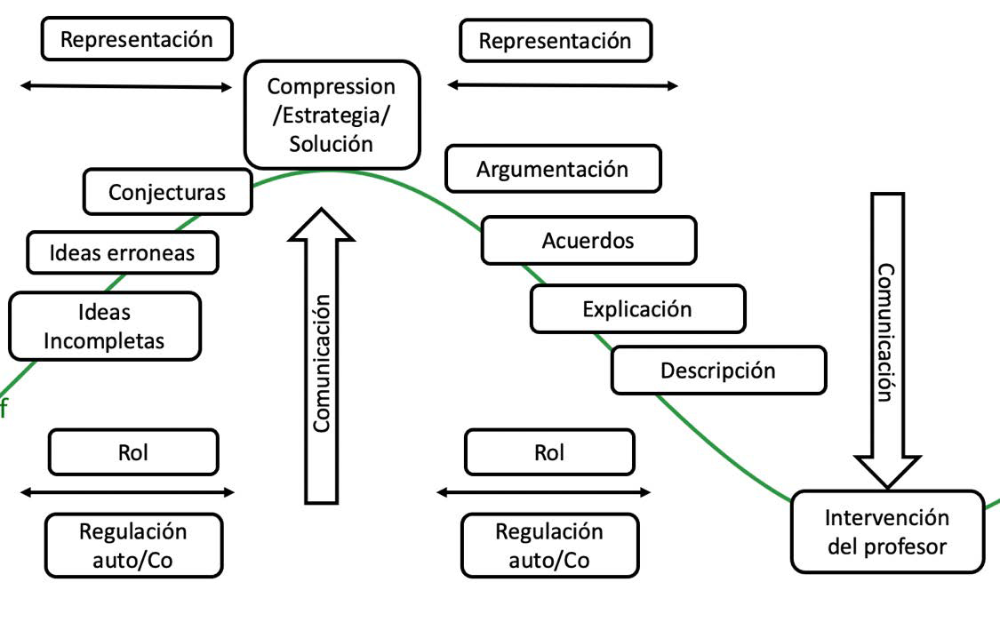 Representación
Representación
Compression
/Estrategia/
Solución
Argumentación
Conjecturas
Acuerdos
Ideas erroneas
Explicación
Ideas
Incompletas
Descripción
Comunicación
Comunicación
f
Rol
Rol
Regulación
auto/Co
Regulación
auto/Co
Intervención
del profesor